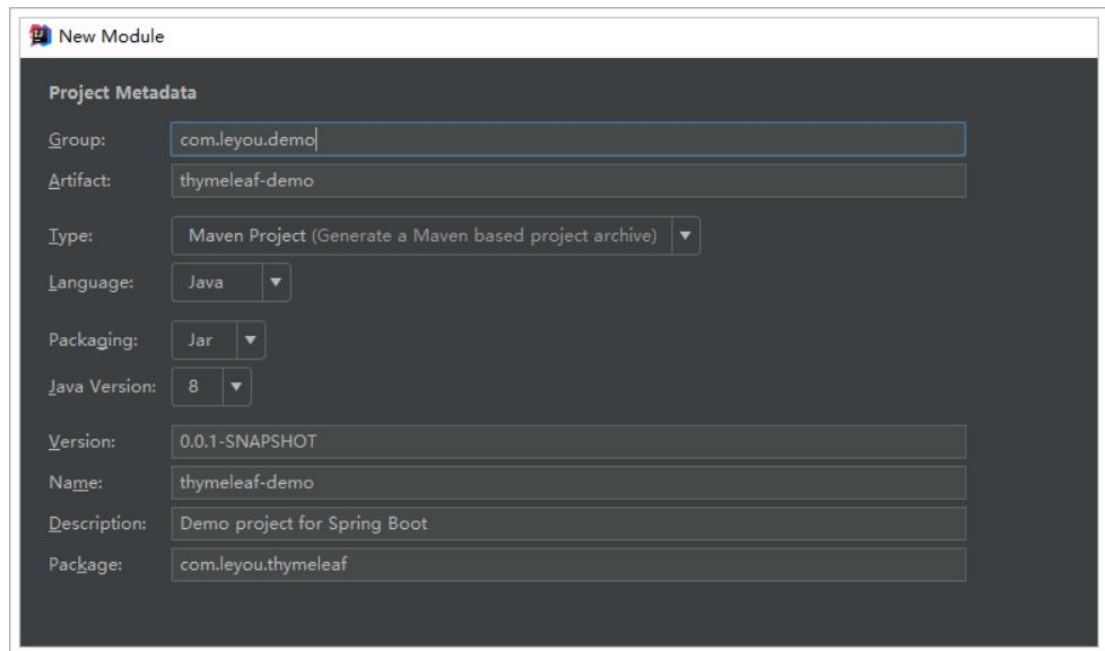 New Module
Project Metadata
Group: com.leyou.demo
Artifact: thymeleaf-demo
Type: Maven Project (Generate a Maven based project archive)
Language: Java
Packaging: Jar
Java Version: 8
Version: 0.0.1-SNAPSHOT
Name: thymeleaf-demo
Description: Demo project for Spring Boot
Package: com.leyou.thymeleaf